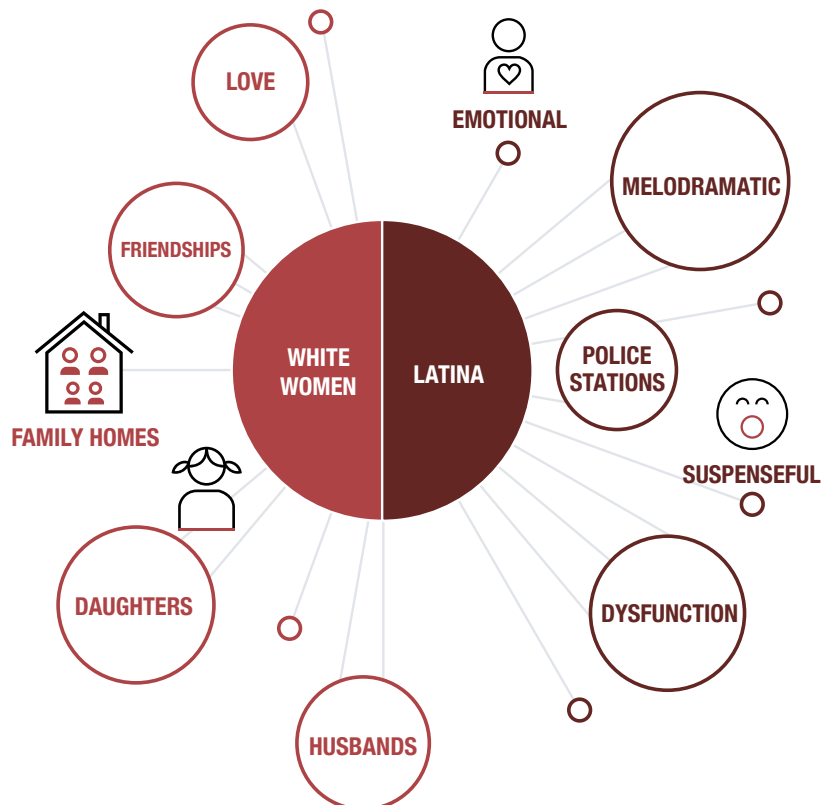 LOVE
EMOTIONAL
MELODRAMATIC
FRIENDSHIPS
WHITE
WOMEN
LATINA
POLICE
STATIONS
FAMILY HOMES
SUSPENSEFUL
DAUGHTERS
DYSFUNCTION
HUSBANDS